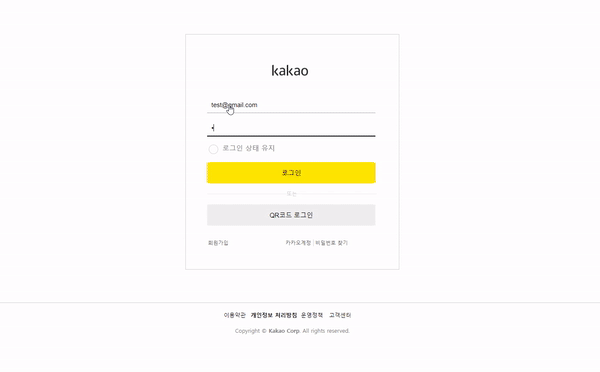 kakao
test@gmail.com
로그인 상태 유지
로그인
또는
QR코드 로그인
회원가입 카카오계정 | 비밀번호 찾기
이용약관 개인정보 처리방침 운영정책 고객센터
Copyright © Kakao Corp. All rights reserved.